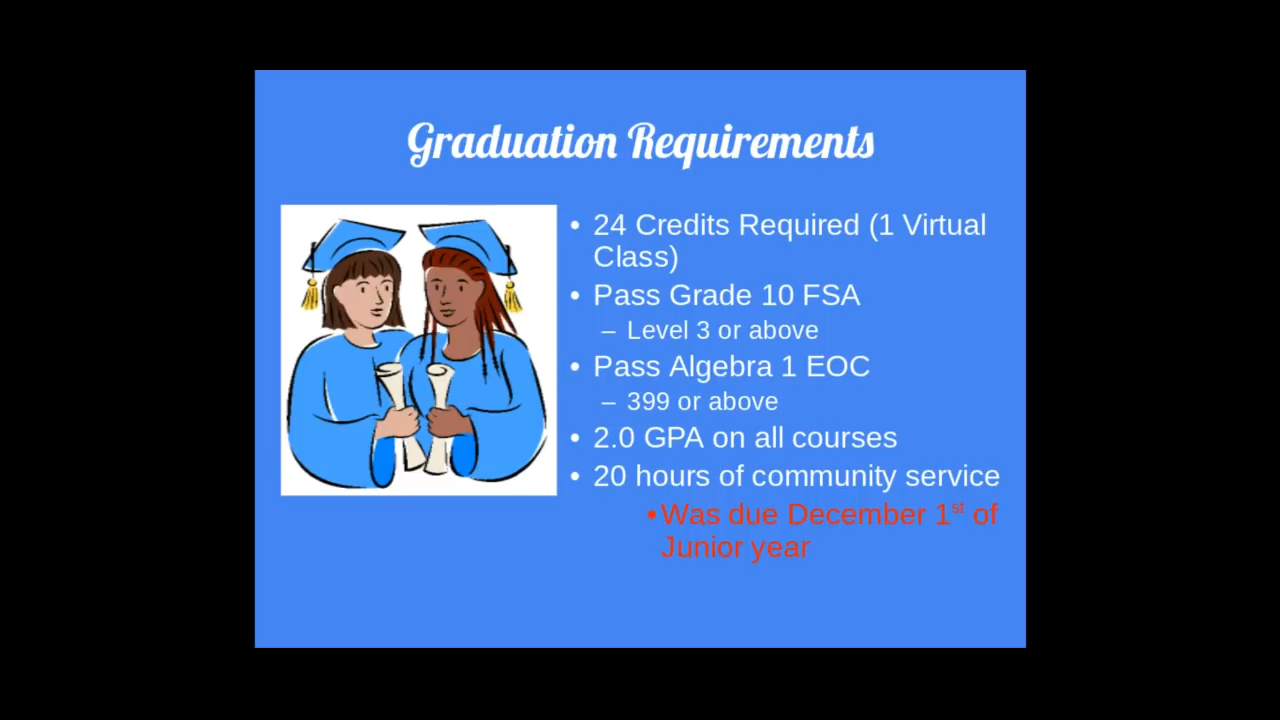 Graduation Requirements
• 24 Credits Required (1 Virtual
Class)
• Pass Grade 10 FSA
– Level 3 or above
• Pass Algebra 1 EOC
– 399 or above
• 2.0 GPA on all courses
• 20 hours of community service
• Was due December 1st of
Junior year